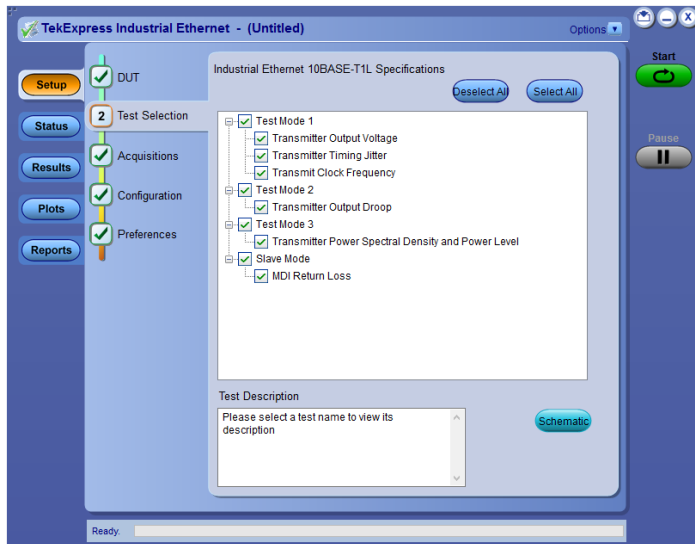 TekExpress Industrial Ethernet - (Untitled)
Options
Start
Pause
Setup
Status
Results
Plots
Reports
DUT
2 Test Selection
Acquisitions
Configuration
Preferences
Industrial Ethernet 10BASE-T1L Specifications
Deselect All
Select All
Test Mode 1
Transmitter Output Voltage
Transmitter Timing Jitter
Transmit Clock Frequency
Test Mode 2
Transmitter Output Droop
Test Mode 3
Transmitter Power Spectral Density and Power Level
Slave Mode
MDI Return Loss
Test Description
Please select a test name to view its
description
Schematic
Ready.